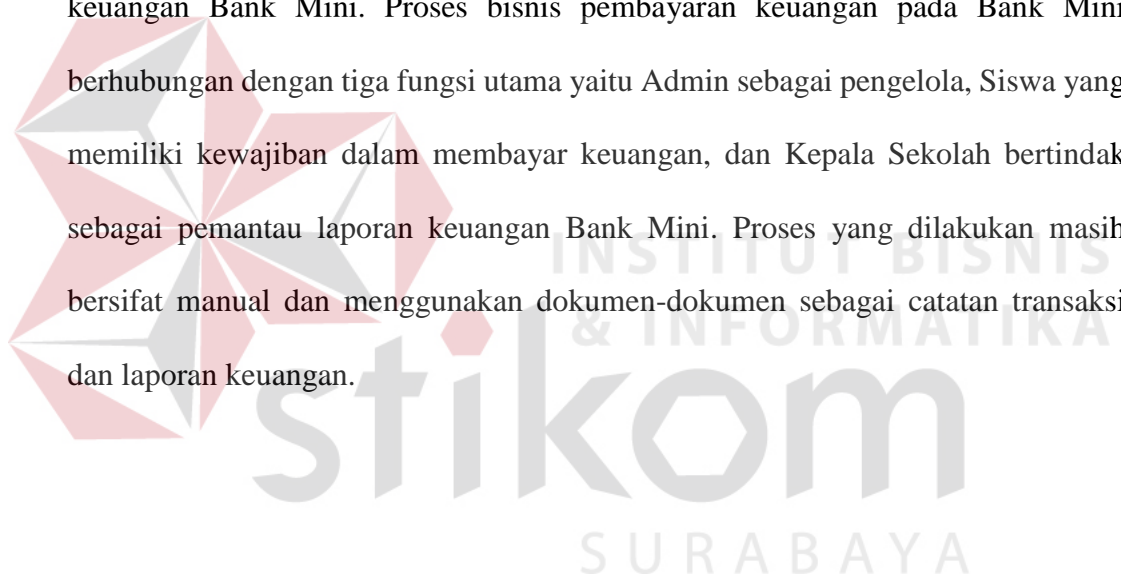 keuangan Bank Mini. Proses bisnis pembayaran keuangan pada Bank Mini
berhubungan dengan tiga fungsi utama yaitu Admin sebagai pengelola, Siswa yang
memiliki kewajiban dalam membayar keuangan, dan Kepala Sekolah bertindak
sebagai pemantau laporan keuangan Bank Mini. Proses yang dilakukan masih
INSTITUT BISNIS
bersifat manual dan menggunakan dokumen-dokumen sebagai catatan transaksi
& INFORMATIKA
dan laporan keuangan.
stikom
SURABAYA